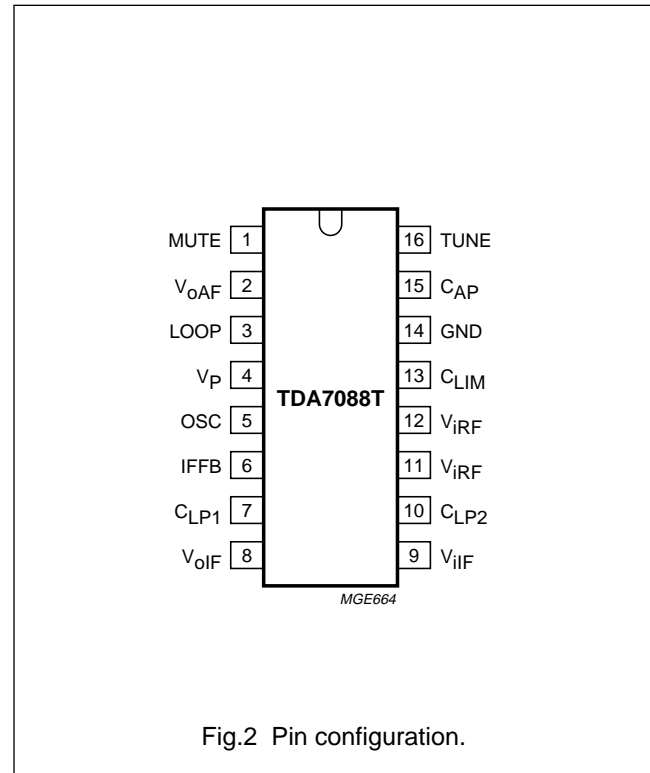 MUTE 1 16 TUNE
VoAF 2 15 CAP
LOOP 3 14 GND
VP 4 13 CLIM
TDA7088T
OSC 5 12 ViRF
IFFB 6 11 ViRF
CLP1 7 10 CLP2
VoIF 8 9 ViIF
MGE664
Fig.2 Pin configuration.